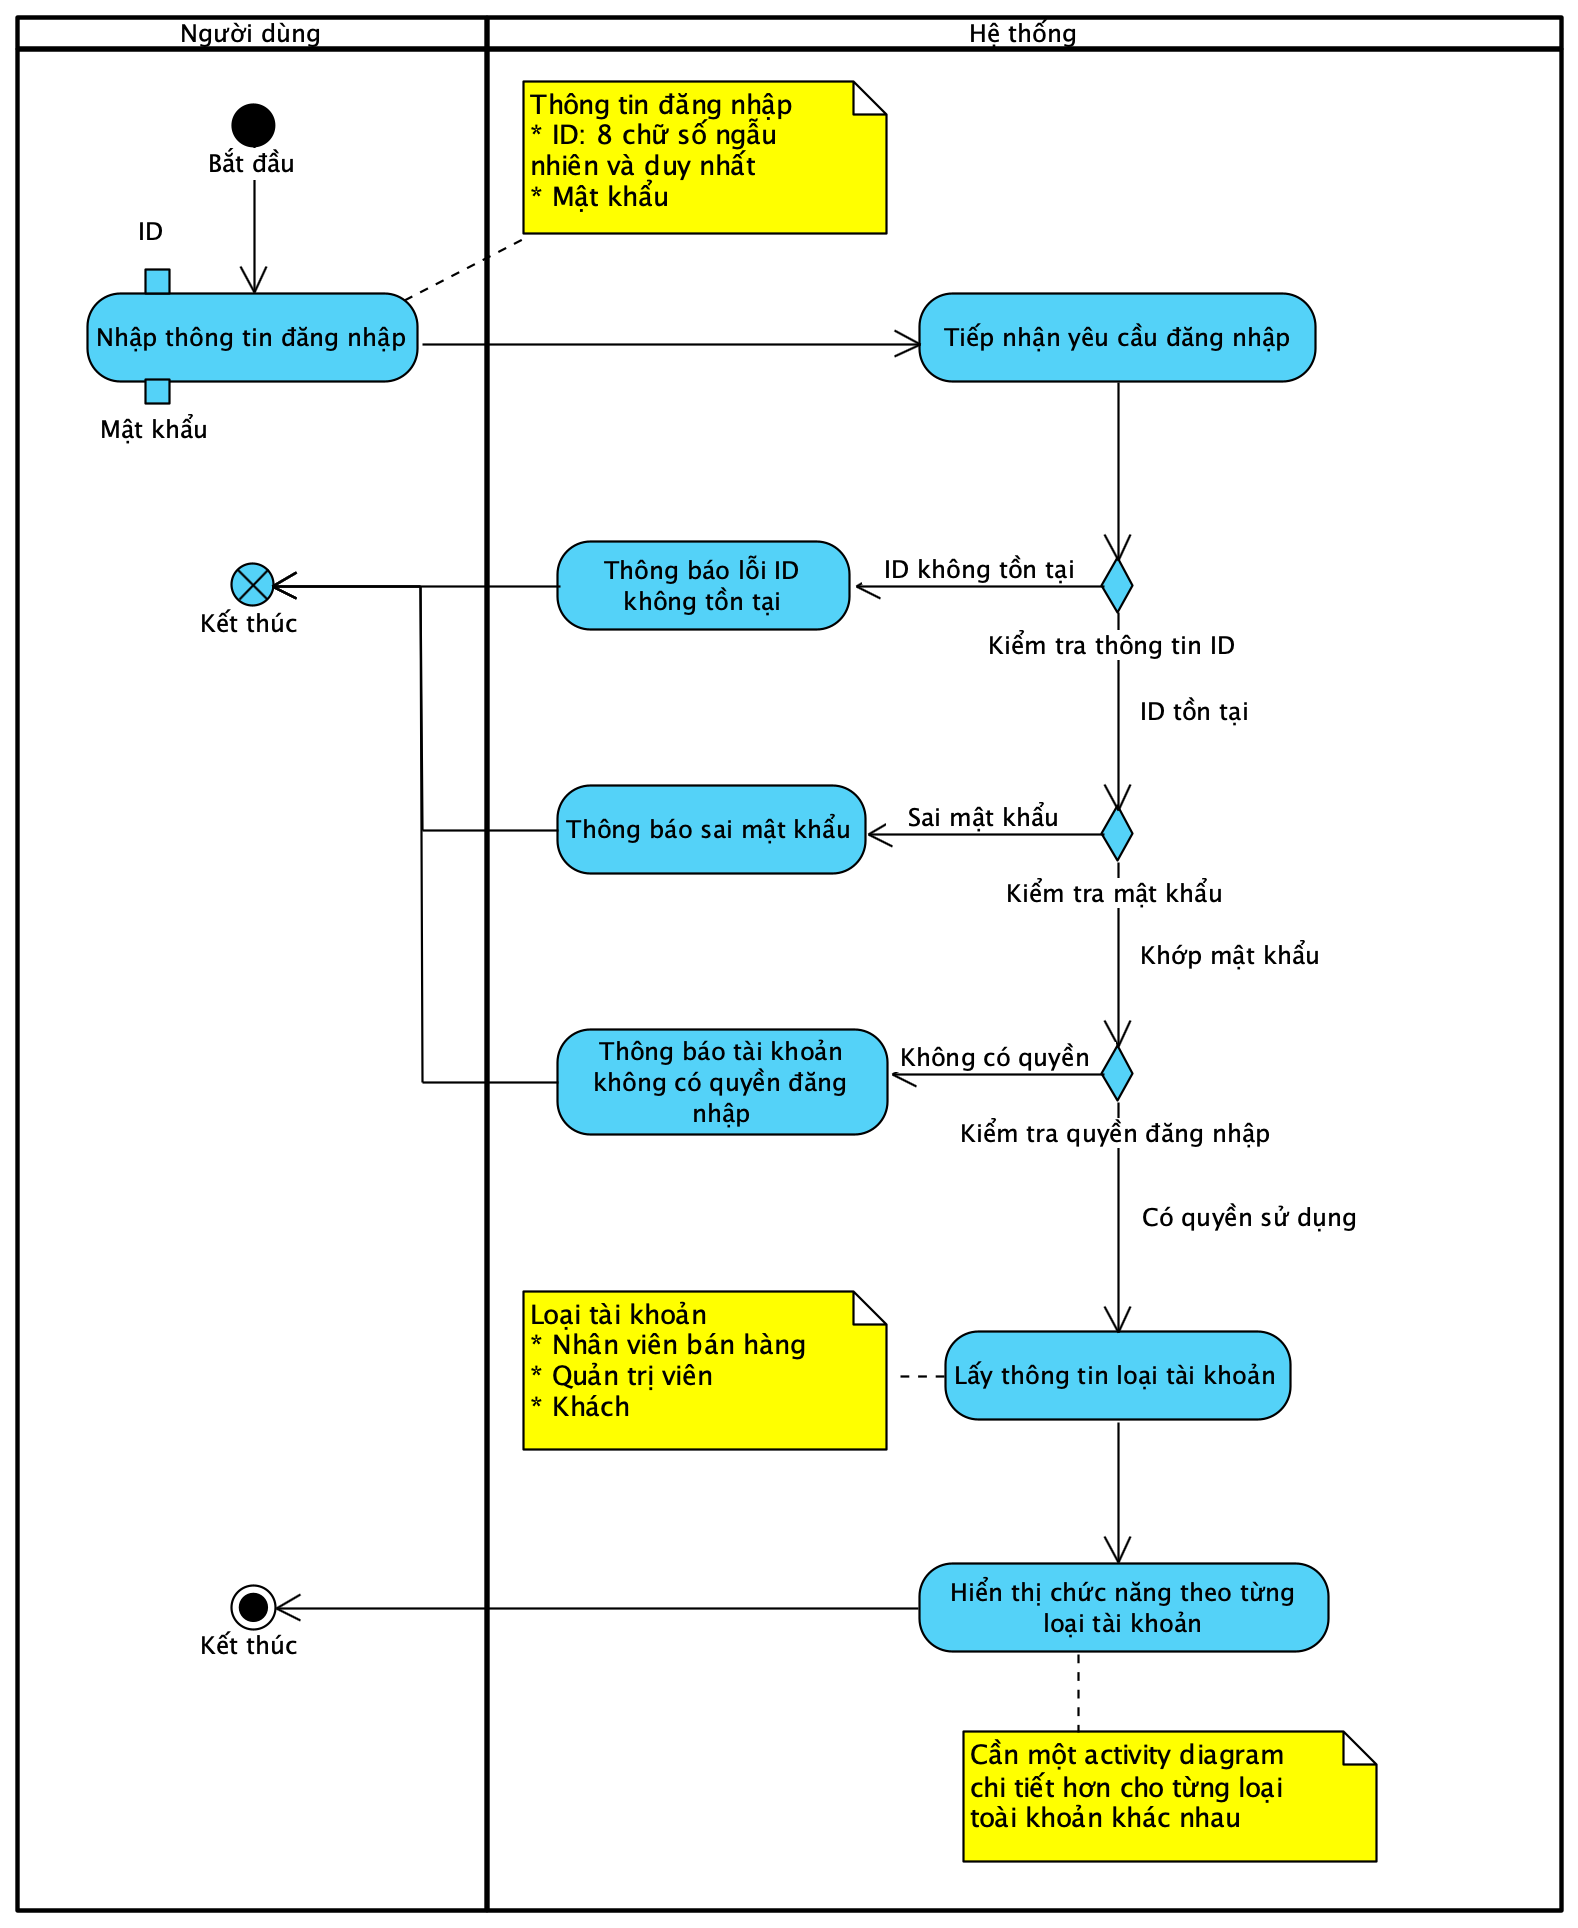 Người dùng
Hệ thống
Thông tin đăng nhập
* ID: 8 chữ số ngẫu
nhiên và duy nhất
* Mật khẩu
Bắt đầu
ID
Nhập thông tin đăng nhập
Mật khẩu
Tiếp nhận yêu cầu đăng nhập
Thông báo lỗi ID
không tồn tại
ID không tồn tại
Kết thúc
Kiểm tra thông tin ID
ID tồn tại
Thông báo sai mật khẩu
Sai mật khẩu
Kiểm tra mật khẩu
Khớp mật khẩu
Thông báo tài khoản
không có quyền đăng
nhập
Không có quyền
Kiểm tra quyền đăng nhập
Có quyền sử dụng
Loại tài khoản
* Nhân viên bán hàng
* Quản trị viên
* Khách
Lấy thông tin loại tài khoản
Hiển thị chức năng theo từng
loại tài khoản
Kết thúc
Cần một activity diagram
chi tiết hơn cho từng loại
toài khoản khác nhau